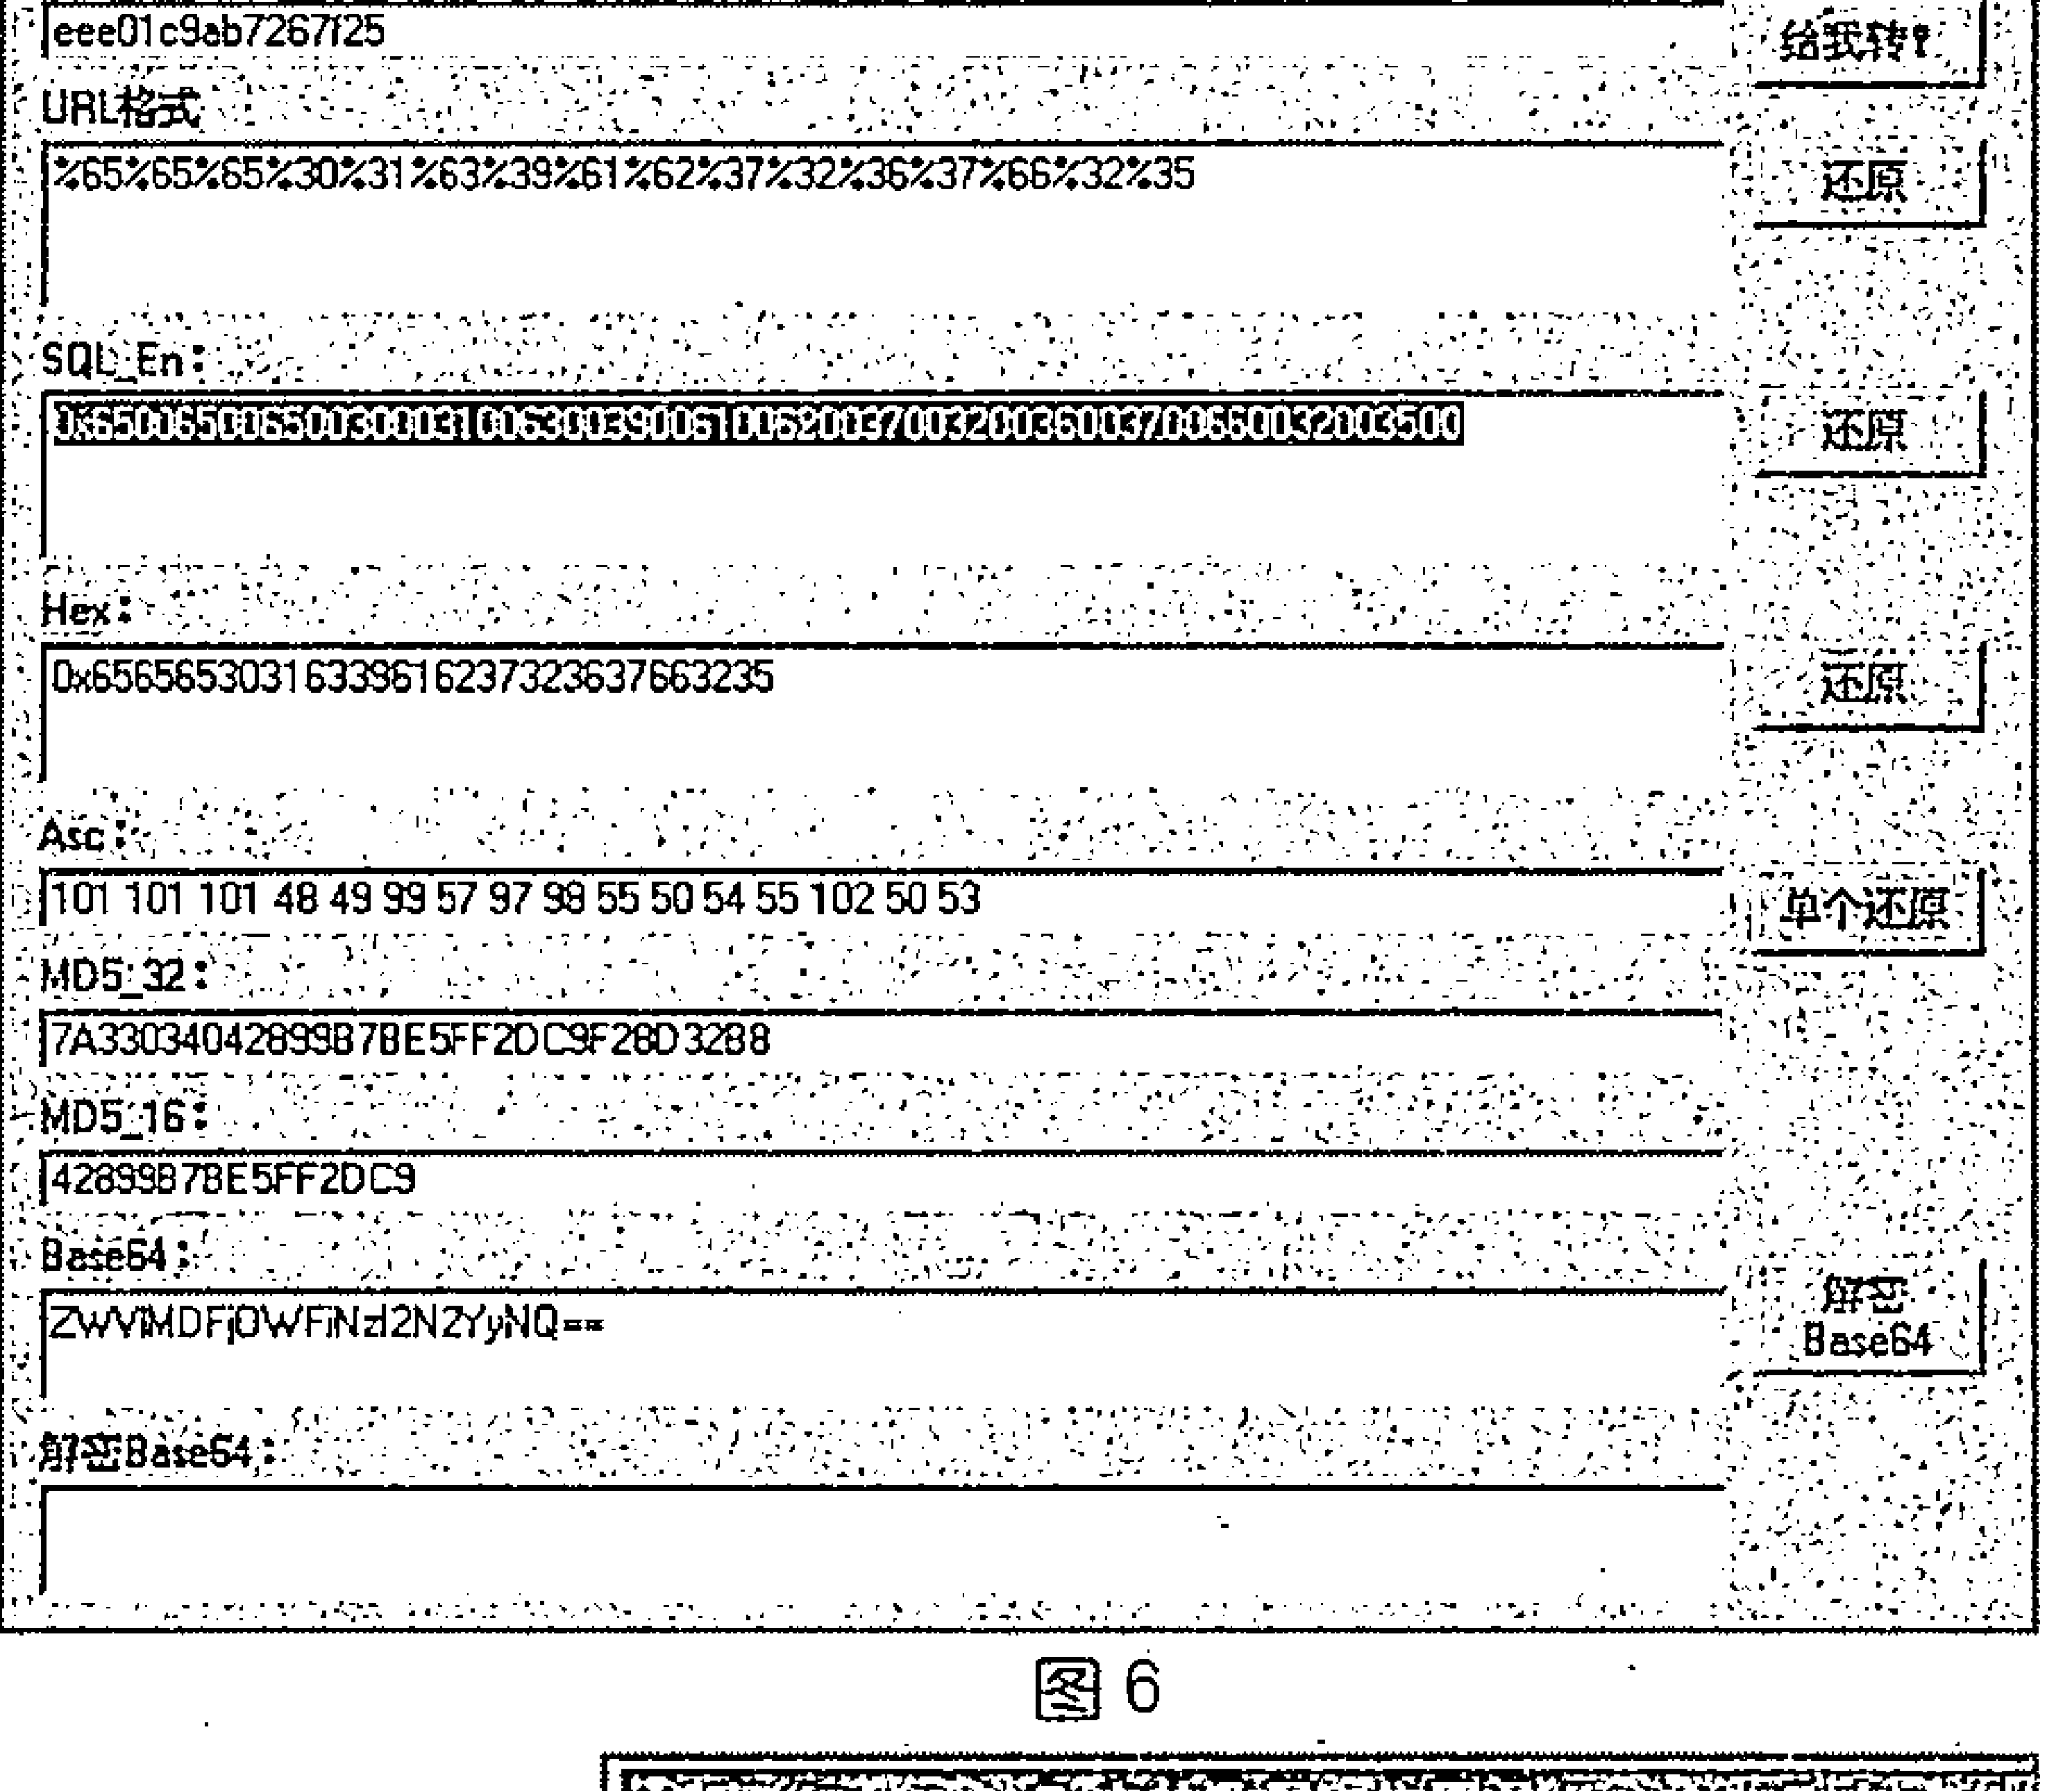 eee01c9ab7267f25
给我转!
URL格式
%65%65%65%30%31%63%39%61%62%37%32%36%37%66%32%35
还原
SQL_En:
0x6500650065003000310063003900610062003700320036003700660032003500
还原
Hex:
0x65656530316339616237323637663235
还原
Asc:
101 101 101 48 49 99 57 97 98 55 50 54 55 102 50 53
单个还原
MD5_32:
7A33034042899B7BE5FF2DC9F28D32B8
MD5_16:
42899B7BE5FF2DC9
Base64:
ZWVlMDFjOWFiNzI2N2YyNQ==
解密
Base64
解密Base64:
图 6